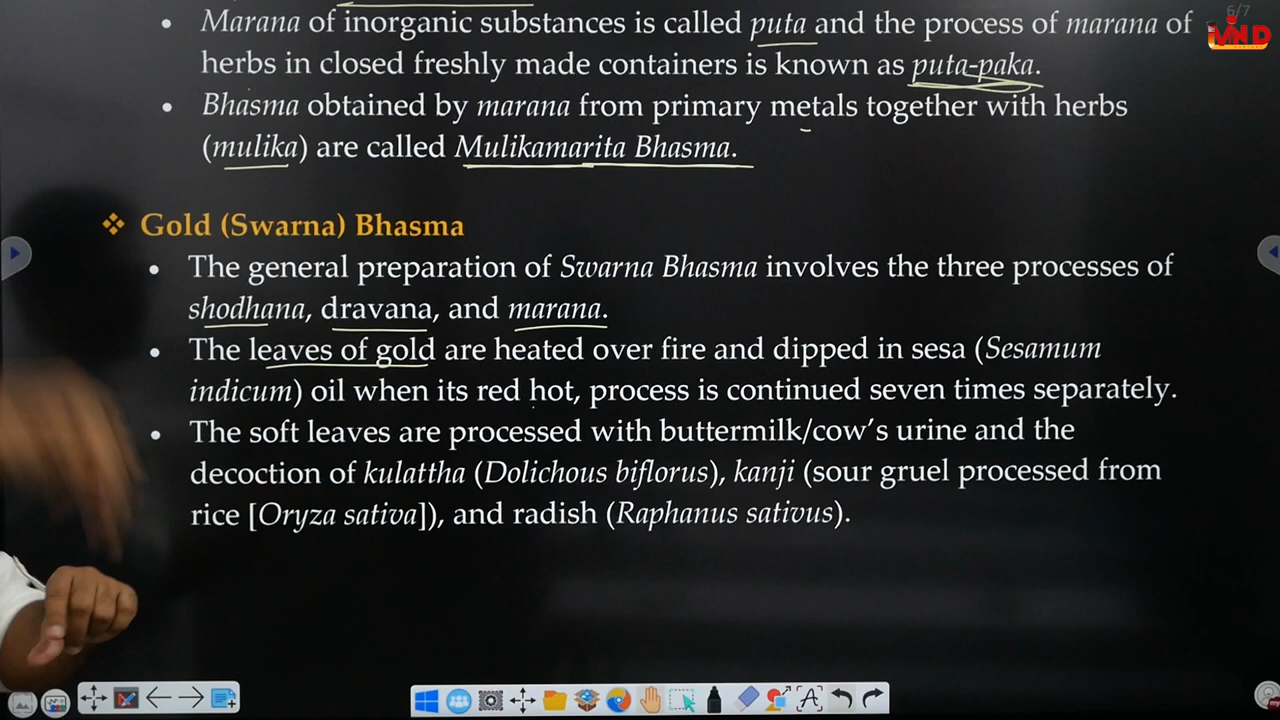 6/7
MND
Marana of inorganic substances is called puta and the process of marana of
herbs in closed freshly made containers is known as puta-paka.
Bhasma obtained by marana from primary metals together with herbs
(mulika) are called Mulikamarita Bhasma.
Gold (Swarna) Bhasma
The general preparation of Swarna Bhasma involves the three processes of
shodhana, dravana, and marana.
The leaves of gold are heated over fire and dipped in sesa (Sesamum
indicum) oil when its red hot, process is continued seven times separately.
The soft leaves are processed with buttermilk/cow's urine and the
decoction of kulattha (Dolichous biflorus), kanji (sour gruel processed from
rice [Oryza sativa]), and radish (Raphanus sativus).